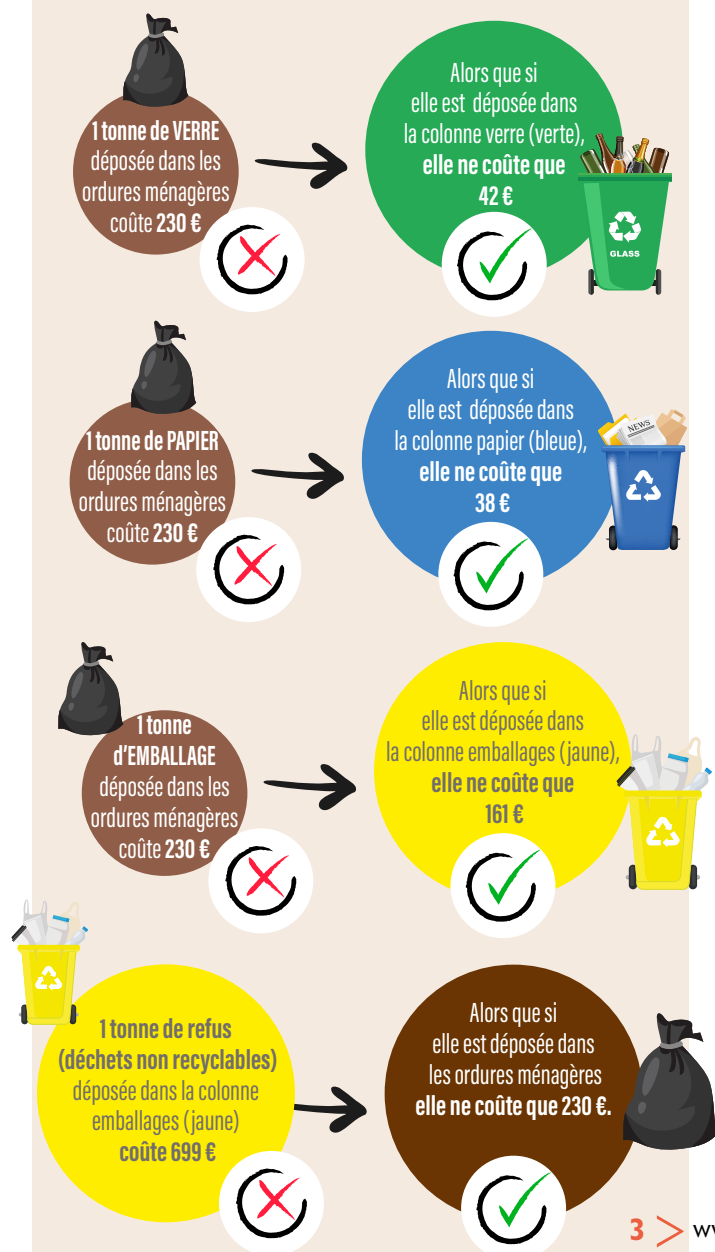 1 tonne de VERRE
déposée dans les
ordures ménagères
coûte 230 €
Alors que si
elle est déposée dans
la colonne verre (verte),
elle ne coûte que
42 €
GLASS
1 tonne de PAPIER
déposée dans les
ordures ménagères
coûte 230 €
Alors que si
elle est déposée dans
la colonne papier (bleue),
elle ne coûte que
38 €
NEWS
1 tonne
d'EMBALLAGE
déposée dans les
ordures ménagères
coûte 230 €
Alors que si
elle est déposée dans
la colonne emballages (jaune),
elle ne coûte que
161 €
1 tonne de refus
(déchets non recyclables)
déposée dans la colonne
emballages (jaune)
coûte 699 €
Alors que si
elle est déposée dans
les ordures ménagères
elle ne coûte que 230 €.
3 > w